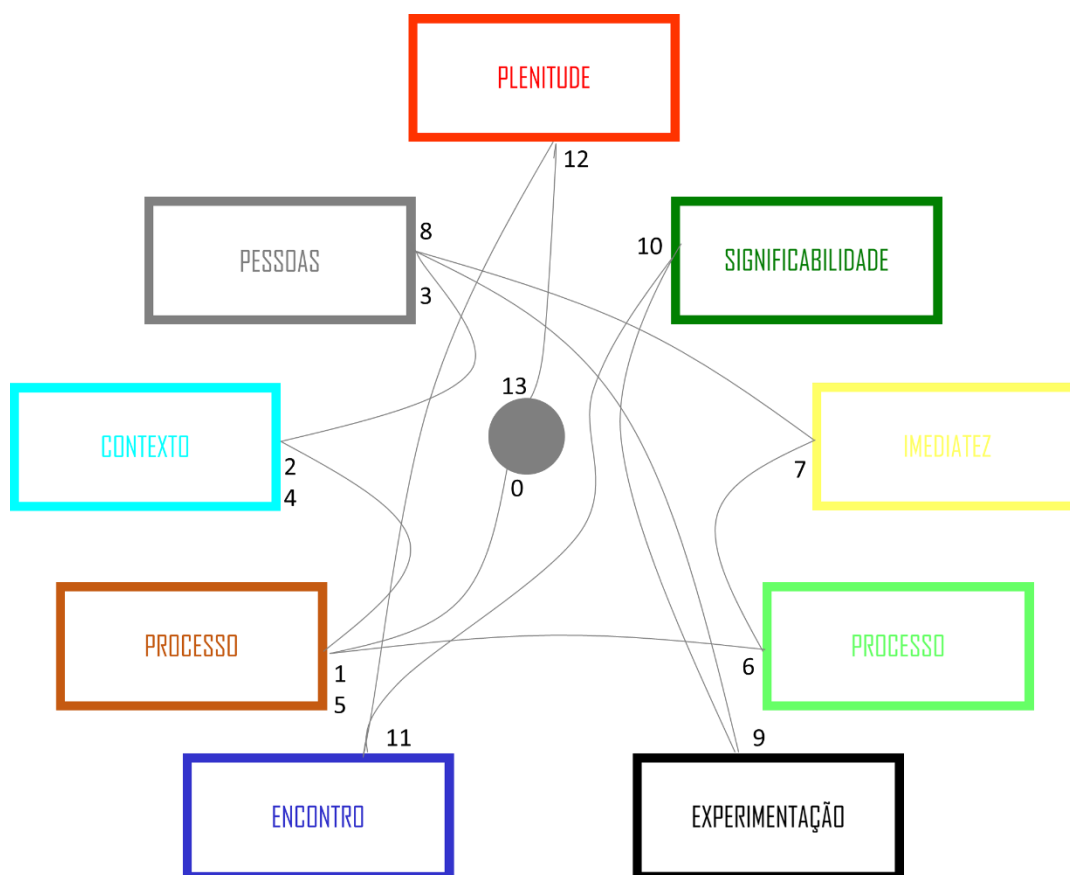 PLENITUDE
12
PESSOAS
8
3
10
SIGNIFICABILIDADE
13
0
CONTEXTO
2
4
IMEDIATEZ
7
PROCESSO
1
5
6
PROCESSO
11
9
ENCONTRO
EXPERIMENTAÇÃO